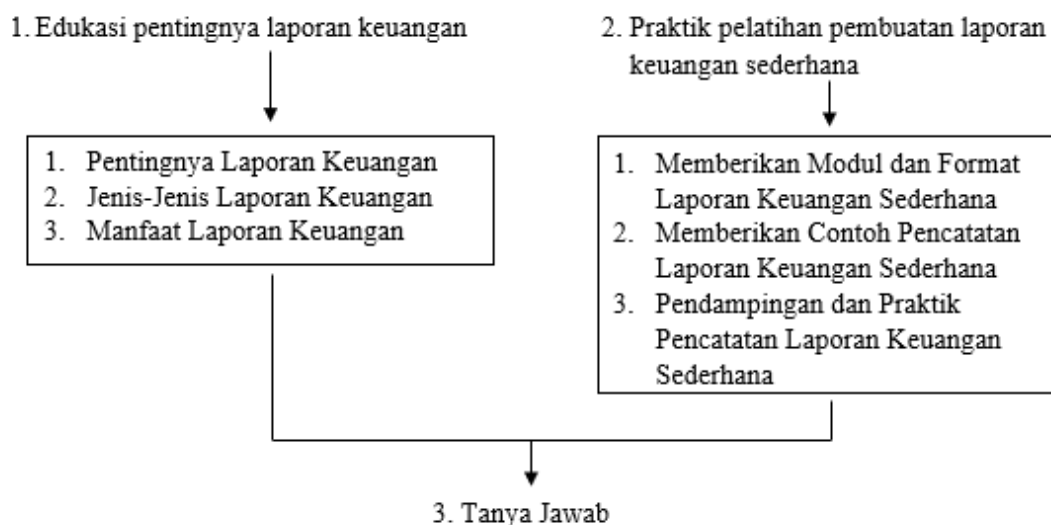 1. Edukasi pentingnya laporan keuangan
1. Pentingnya Laporan Keuangan
2. Jenis-Jenis Laporan Keuangan
3. Manfaat Laporan Keuangan
2. Praktik pelatihan pembuatan laporan
keuangan sederhana
1. Memberikan Modul dan Format
Laporan Keuangan Sederhana
2. Memberikan Contoh Pencatatan
Laporan Keuangan Sederhana
3. Pendampingan dan Praktik
Pencatatan Laporan Keuangan
Sederhana
3. Tanya Jawab